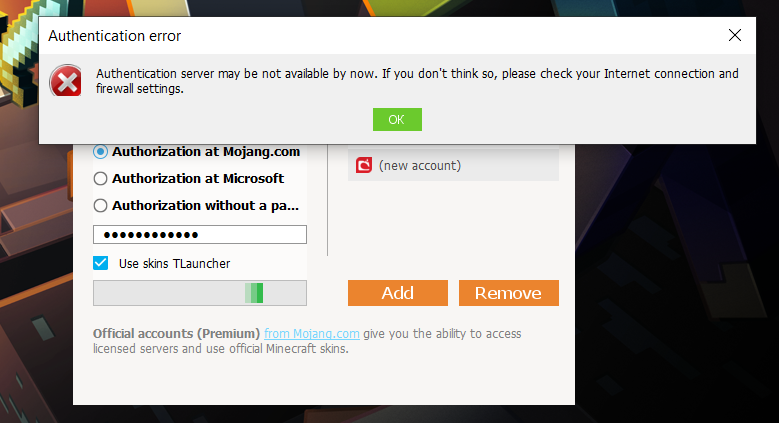 Authentication error
Authentication server may be not available by now. If you don't think so, please check your Internet connection and
firewall settings.
OK
Authorization at Mojang.com
Authorization at Microsoft
Authorization without a pa...
●●●●●●●●●●●●
Use skins TLauncher
(new account)
Add
Remove
Official accounts (Premium) from Mojang.com give you the ability to access
licensed servers and use official Minecraft skins.